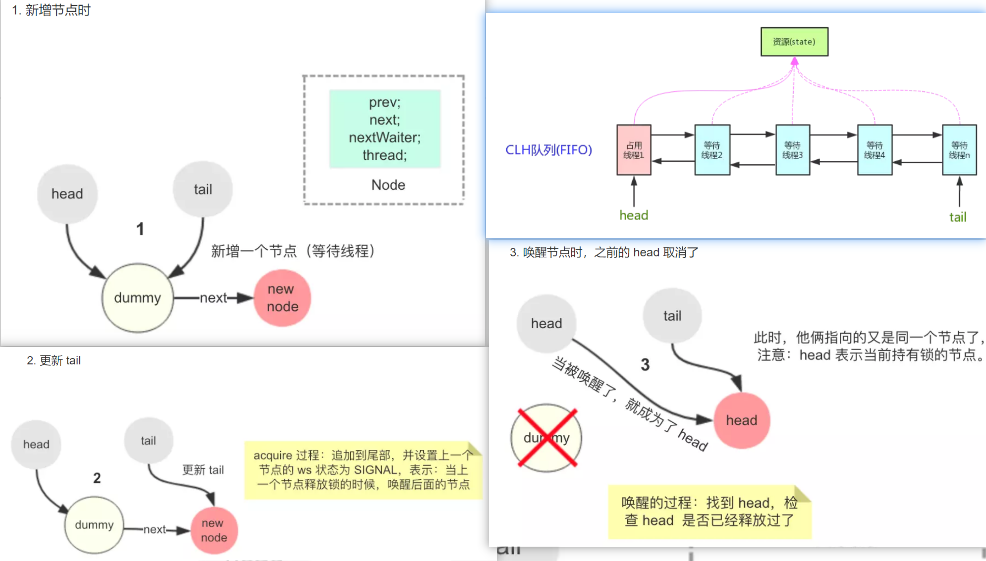 1. 新增节点时
prev;
next;
nextWaiter;
thread;
Node
head
tail
1
新增一个节点（等待线程）
dummy
next
new
node
资源(state)
CLH队列(FIFO)
占用
线程1
等待
线程2
等待
线程3
等待
线程4
等待
线程n
head
tail
2. 更新 tail
head
tail
2
更新 tail
dummy
next
new
node
acquire 过程：追加到尾部，并设置上一个
节点的 ws 状态为 SIGNAL，表示：当上
一个节点释放锁的时候，唤醒后面的节点
3. 唤醒节点时，之前的 head 取消了
head
tail
3
此时，他俩指向的又是同一个节点了，
注意：head 表示当前持有锁的节点。
当被唤醒了，就成为了 head
dummy
head
唤醒的过程：找到 head，检
查 head 是否已经释放过了